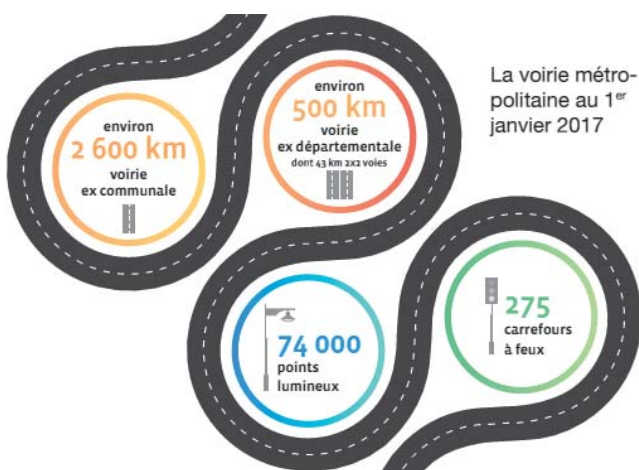 environ
2 600 km
voirie
ex communale
environ
500 km
voirie
ex départementale
dont 43 km 2x2 voies
La voirie métro-
politaine au 1er
janvier 2017
74 000
points
lumineux
275
carrefours
à feux